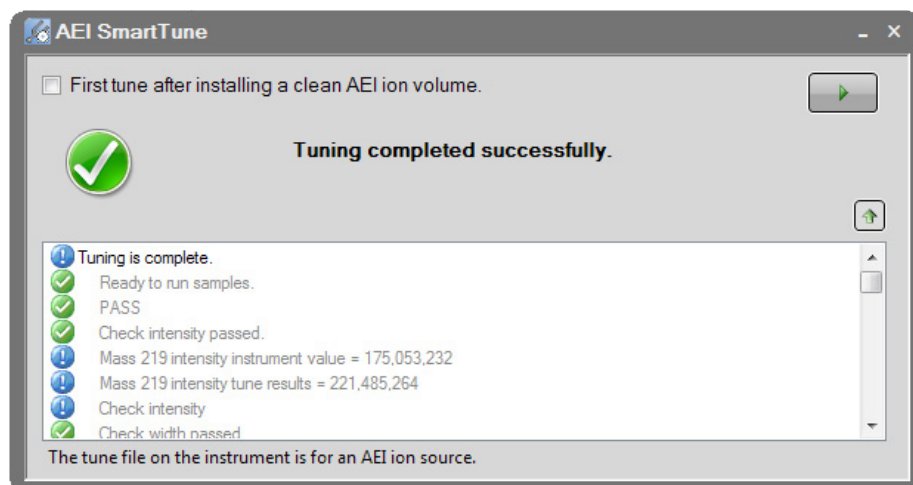 AEI SmartTune
First tune after installing a clean AEI ion volume.
Tuning completed successfully.
Tuning is complete.
Ready to run samples.
PASS
Check intensity passed.
Mass 219 intensity instrument value = 175,053,232
Mass 219 intensity tune results = 221,485,264
Check intensity
Check width passed
The tune file on the instrument is for an AEI ion source.